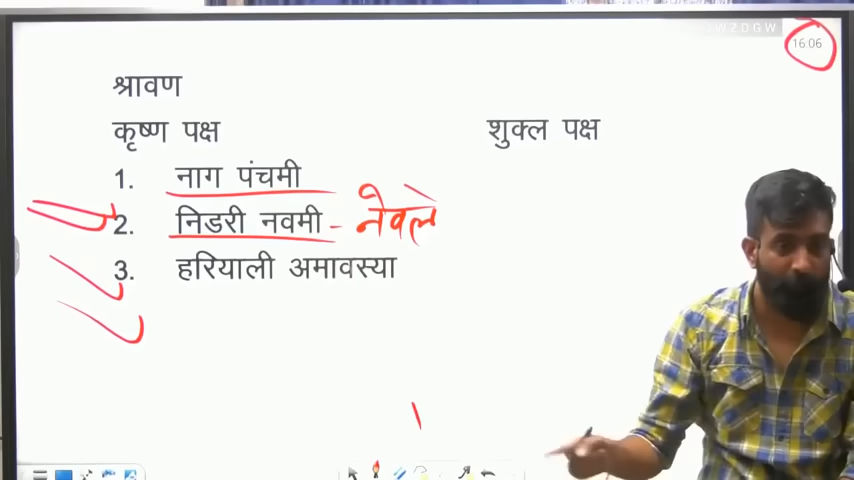 16:06
श्रावण
कृष्ण पक्ष
शुक्ल पक्ष
1. नाग पंचमी
2. निडरी नवमी - नेवले
3. हरियाली अमावस्या